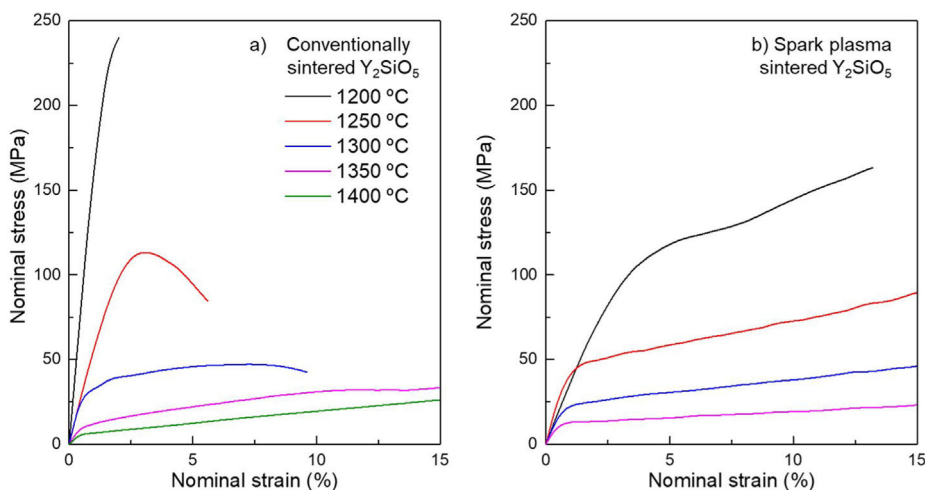 250
200
150
100
50
0
0
5
10
15
Nominal stress (MPa)
Nominal strain (%)
a) Conventionally
sintered Y₂SiO₅
1200 ºC
1250 ºC
1300 ºC
1350 ºC
1400 ºC
250
200
150
100
50
0
0
5
10
15
Nominal stress (MPa)
Nominal strain (%)
b) Spark plasma
sintered Y₂SiO₅